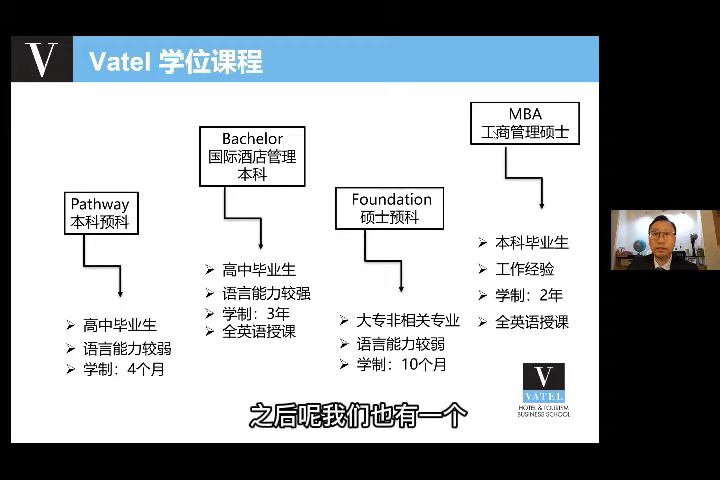 V
Vatel 学位课程
Pathway
本科预科
高中毕业生
语言能力较弱
学制：4个月
Bachelor
国际酒店管理
本科
高中毕业生
语言能力较强
学制：3年
全英语授课
Foundation
硕士预科
大专非相关专业
语言能力较弱
学制：10个月
MBA
工商管理硕士
本科毕业生
工作经验
学制：2年
全英语授课
V
VATEL
HOTEL & TOURISM
BUSINESS SCHOOL
之后呢我们也有一个